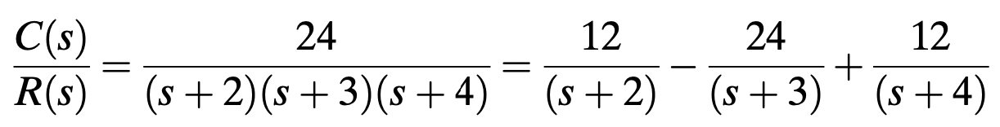 C(s)/R(s) = 24/((s + 2)(s + 3)(s + 4)) = 12/(s + 2) − 24/(s + 3) + 12/(s + 4)